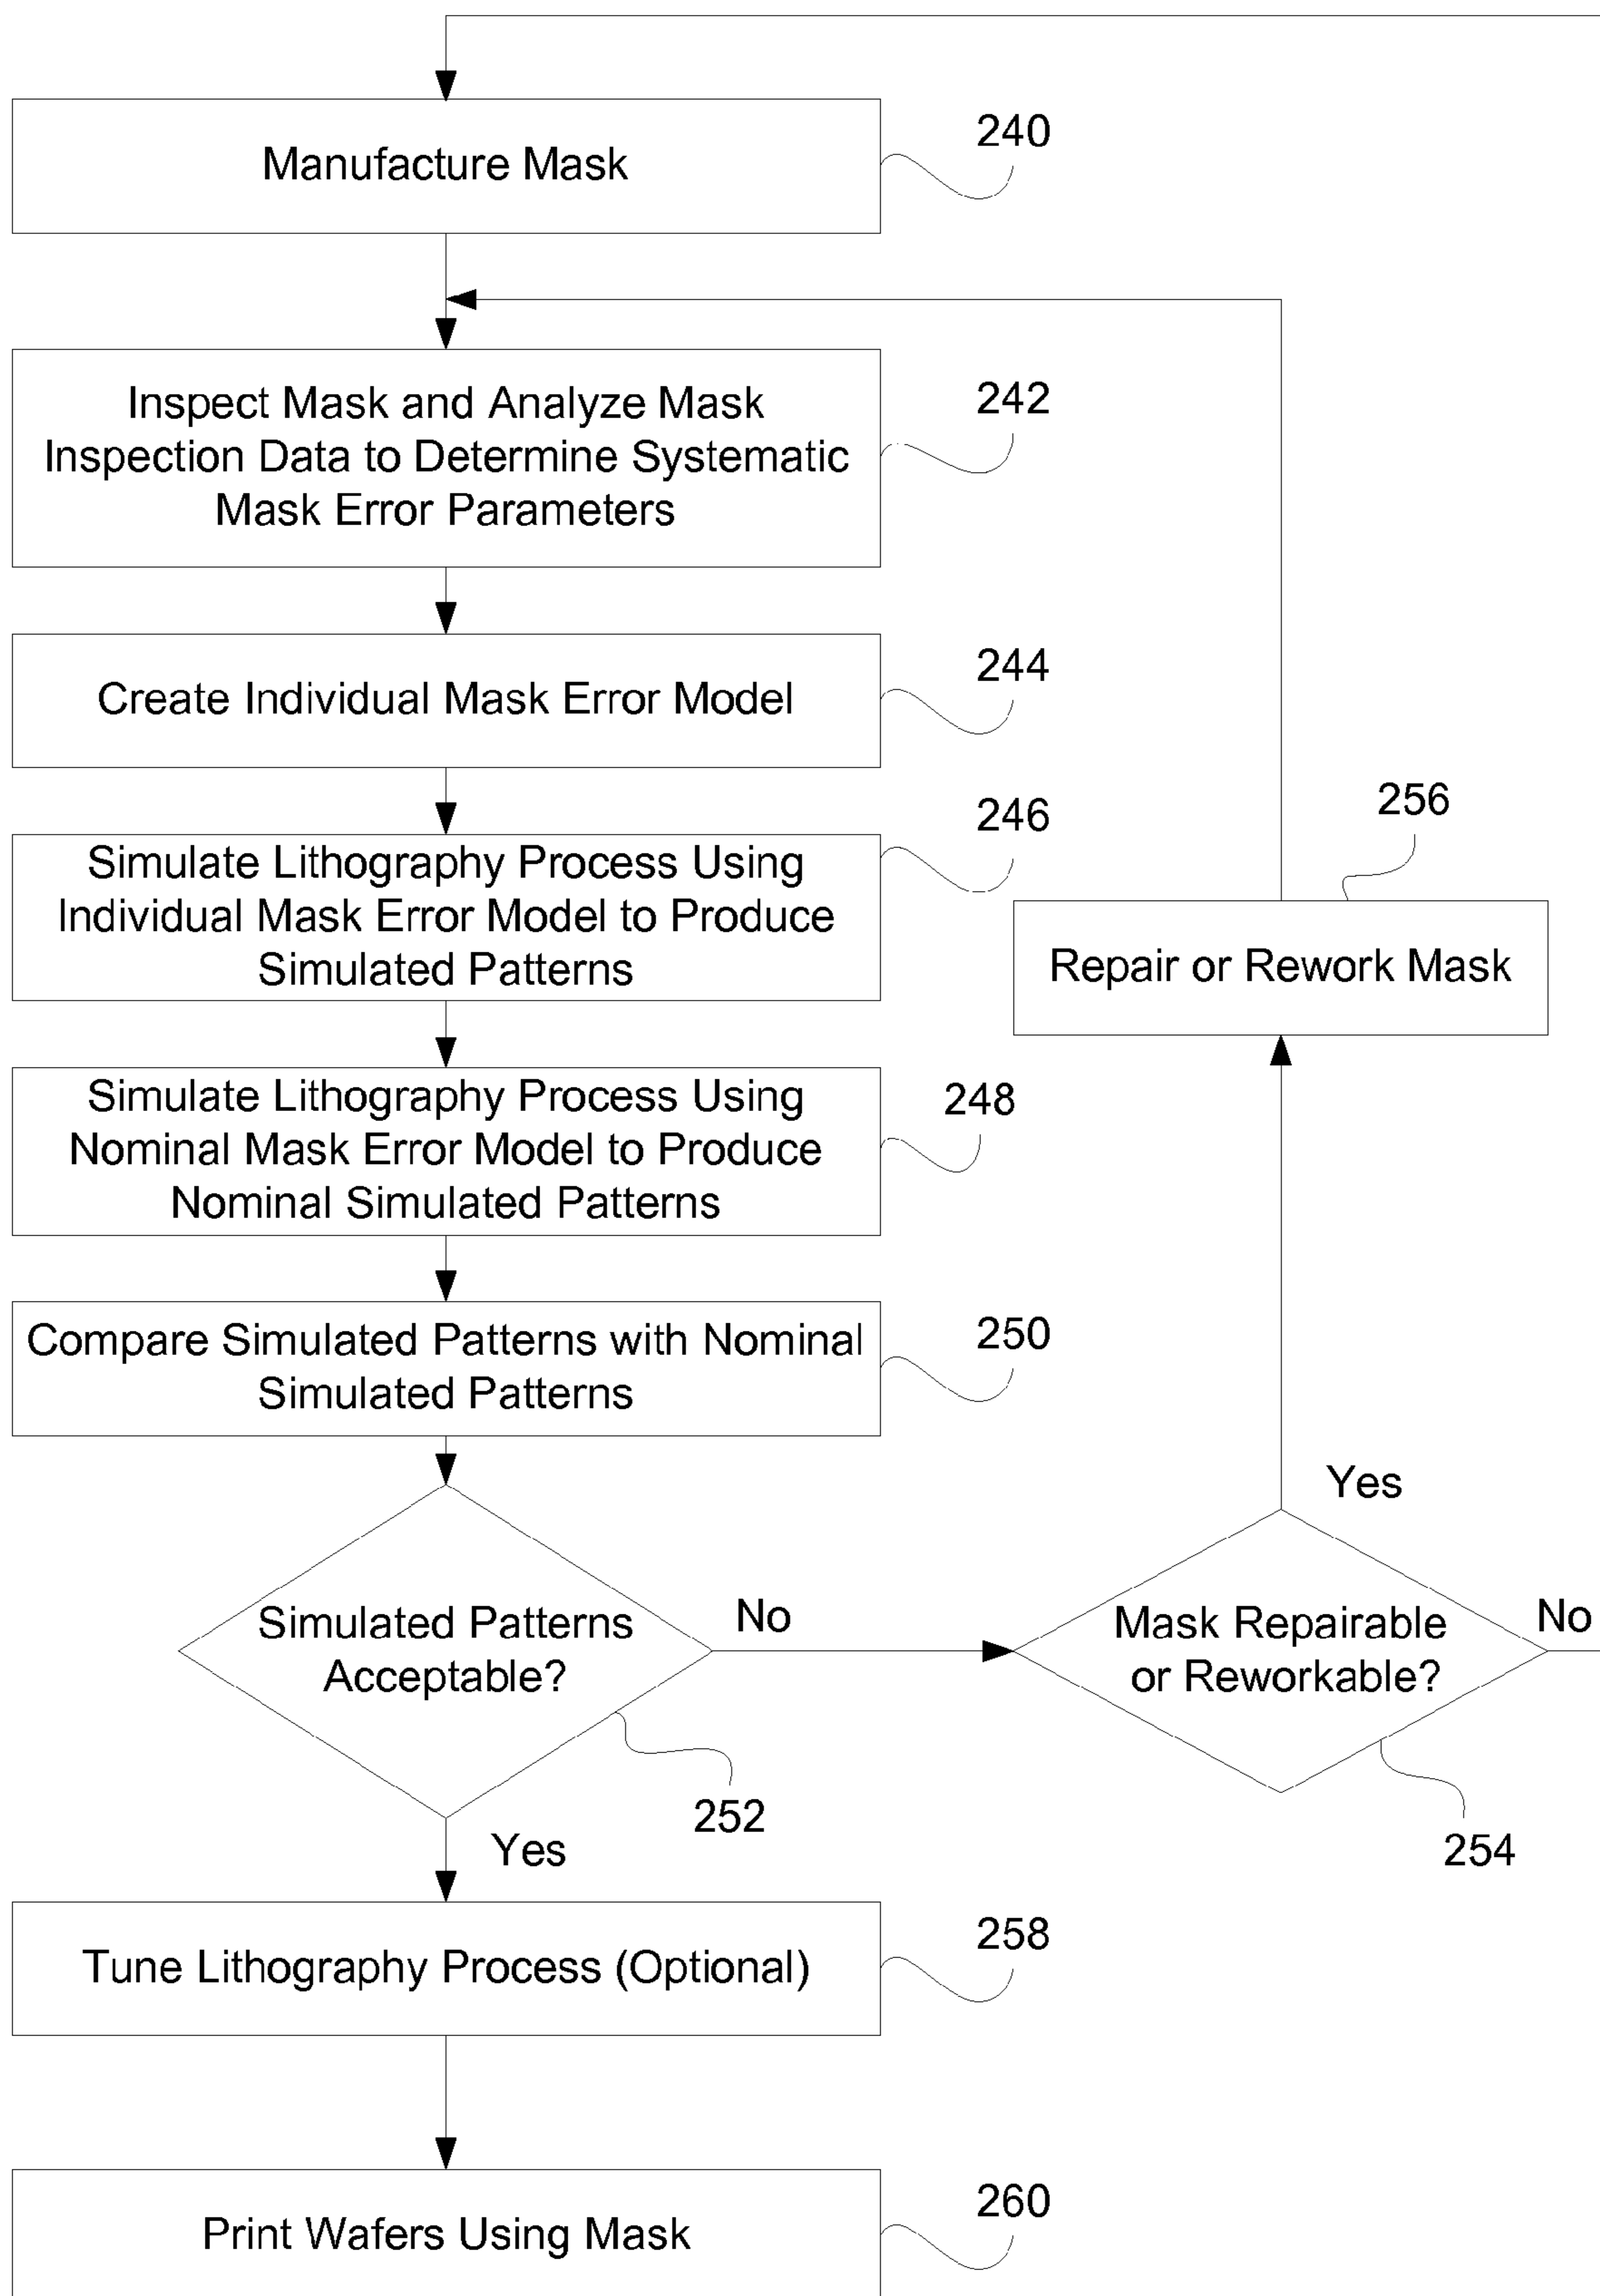 Manufacture Mask
240
Inspect Mask and Analyze Mask
Inspection Data to Determine Systematic
Mask Error Parameters
242
Create Individual Mask Error Model
244
Simulate Lithography Process Using
Individual Mask Error Model to Produce
Simulated Patterns
246
256
Repair or Rework Mask
Simulate Lithography Process Using
Nominal Mask Error Model to Produce
Nominal Simulated Patterns
248
Compare Simulated Patterns with Nominal
Simulated Patterns
250
Yes
Simulated Patterns
Acceptable?
No
Mask Repairable
or Reworkable?
No
252
Yes
254
Tune Lithography Process (Optional)
258
Print Wafers Using Mask
260